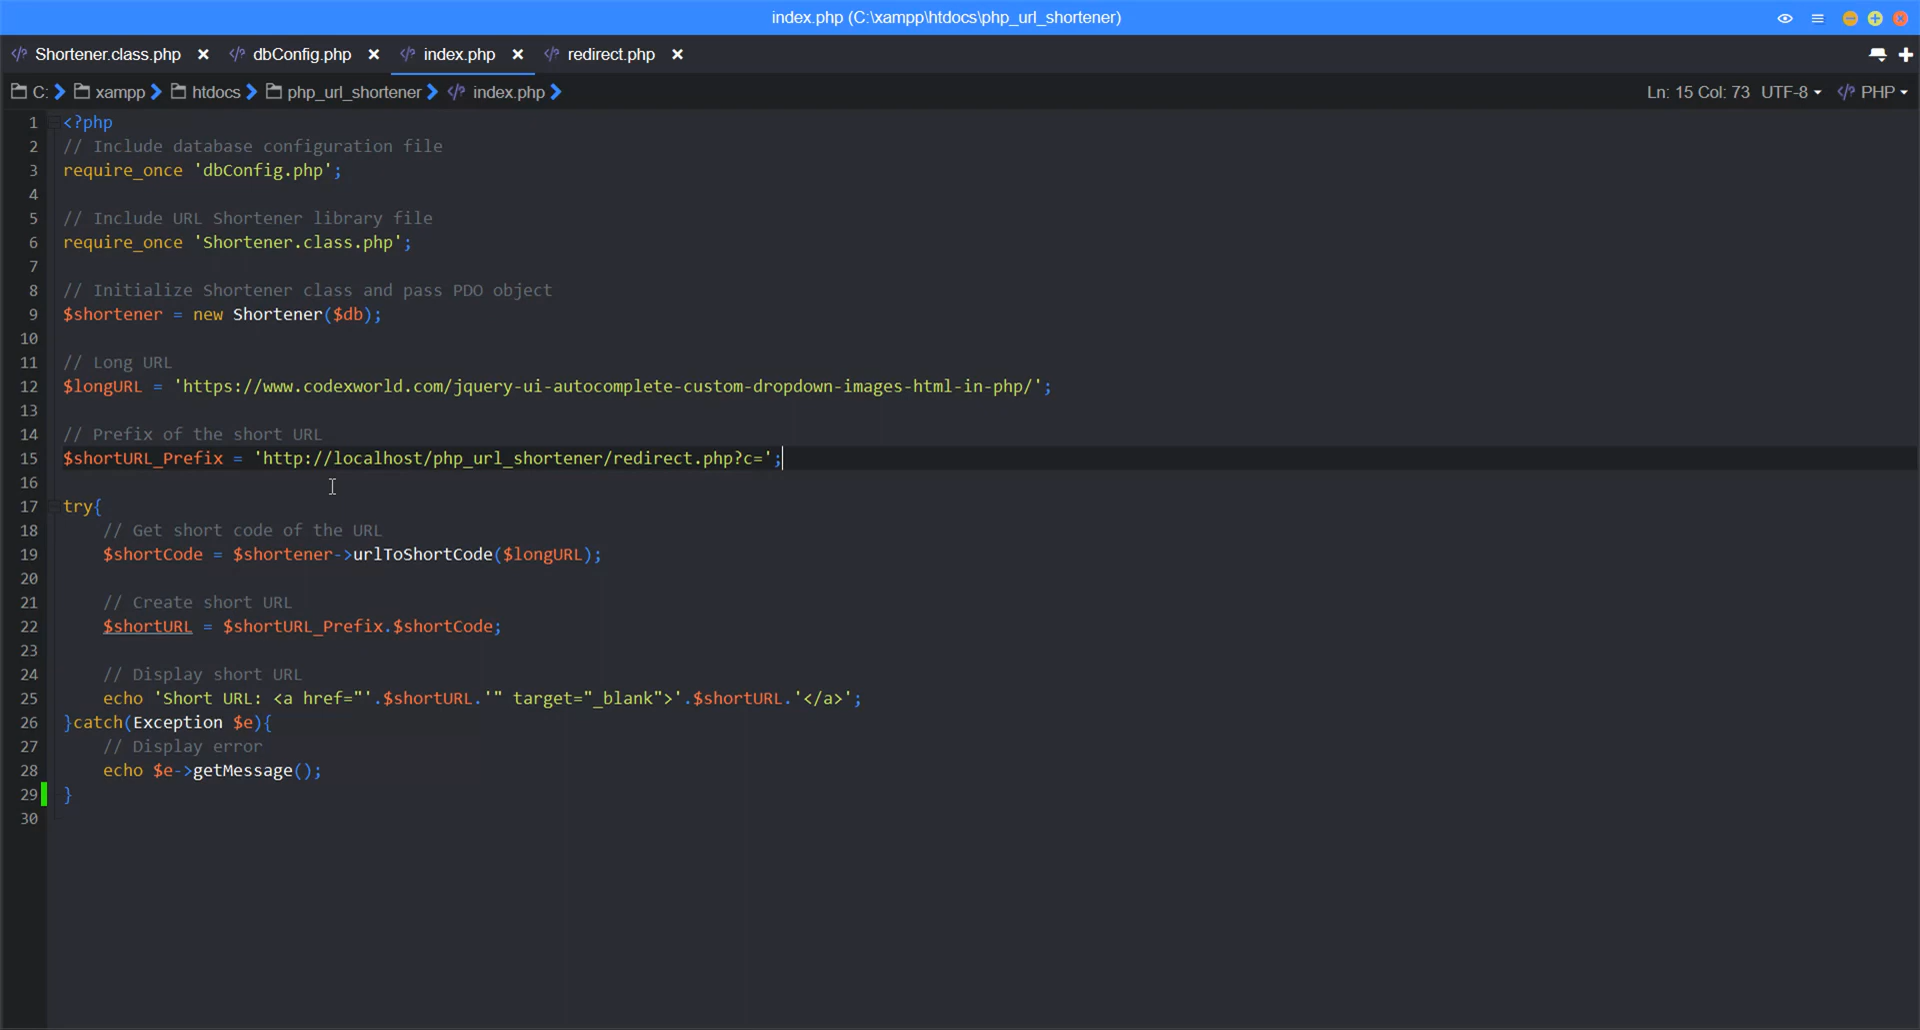 index.php (C:\xampp\htdocs\php_url_shortener)
Shortener.class.php dbConfig.php index.php redirect.php
C: xampp htdocs php_url_shortener index.php Ln: 15 Col: 73 UTF-8 PHP
1 <?php
2 // Include database configuration file
3 require_once 'dbConfig.php';
4
5 // Include URL Shortener library file
6 require_once 'Shortener.class.php';
7
8 // Initialize Shortener class and pass PDO object
9 $shortener = new Shortener($db);
10
11 // Long URL
12 $longURL = 'https://www.codexworld.com/jquery-ui-autocomplete-custom-dropdown-images-html-in-php/';
13
14 // Prefix of the short URL
15 $shortURL_Prefix = 'http://localhost/php_url_shortener/redirect.php?c=';
16
17 try{
18 // Get short code of the URL
19 $shortCode = $shortener->urlToShortCode($longURL);
20
21 // Create short URL
22 $shortURL = $shortURL_Prefix.$shortCode;
23
24 // Display short URL
25 echo 'Short URL: <a href="'.$shortURL.'" target="_blank">'.$shortURL.'</a>';
26 }catch(Exception $e){
27 // Display error
28 echo $e->getMessage();
29 }
30